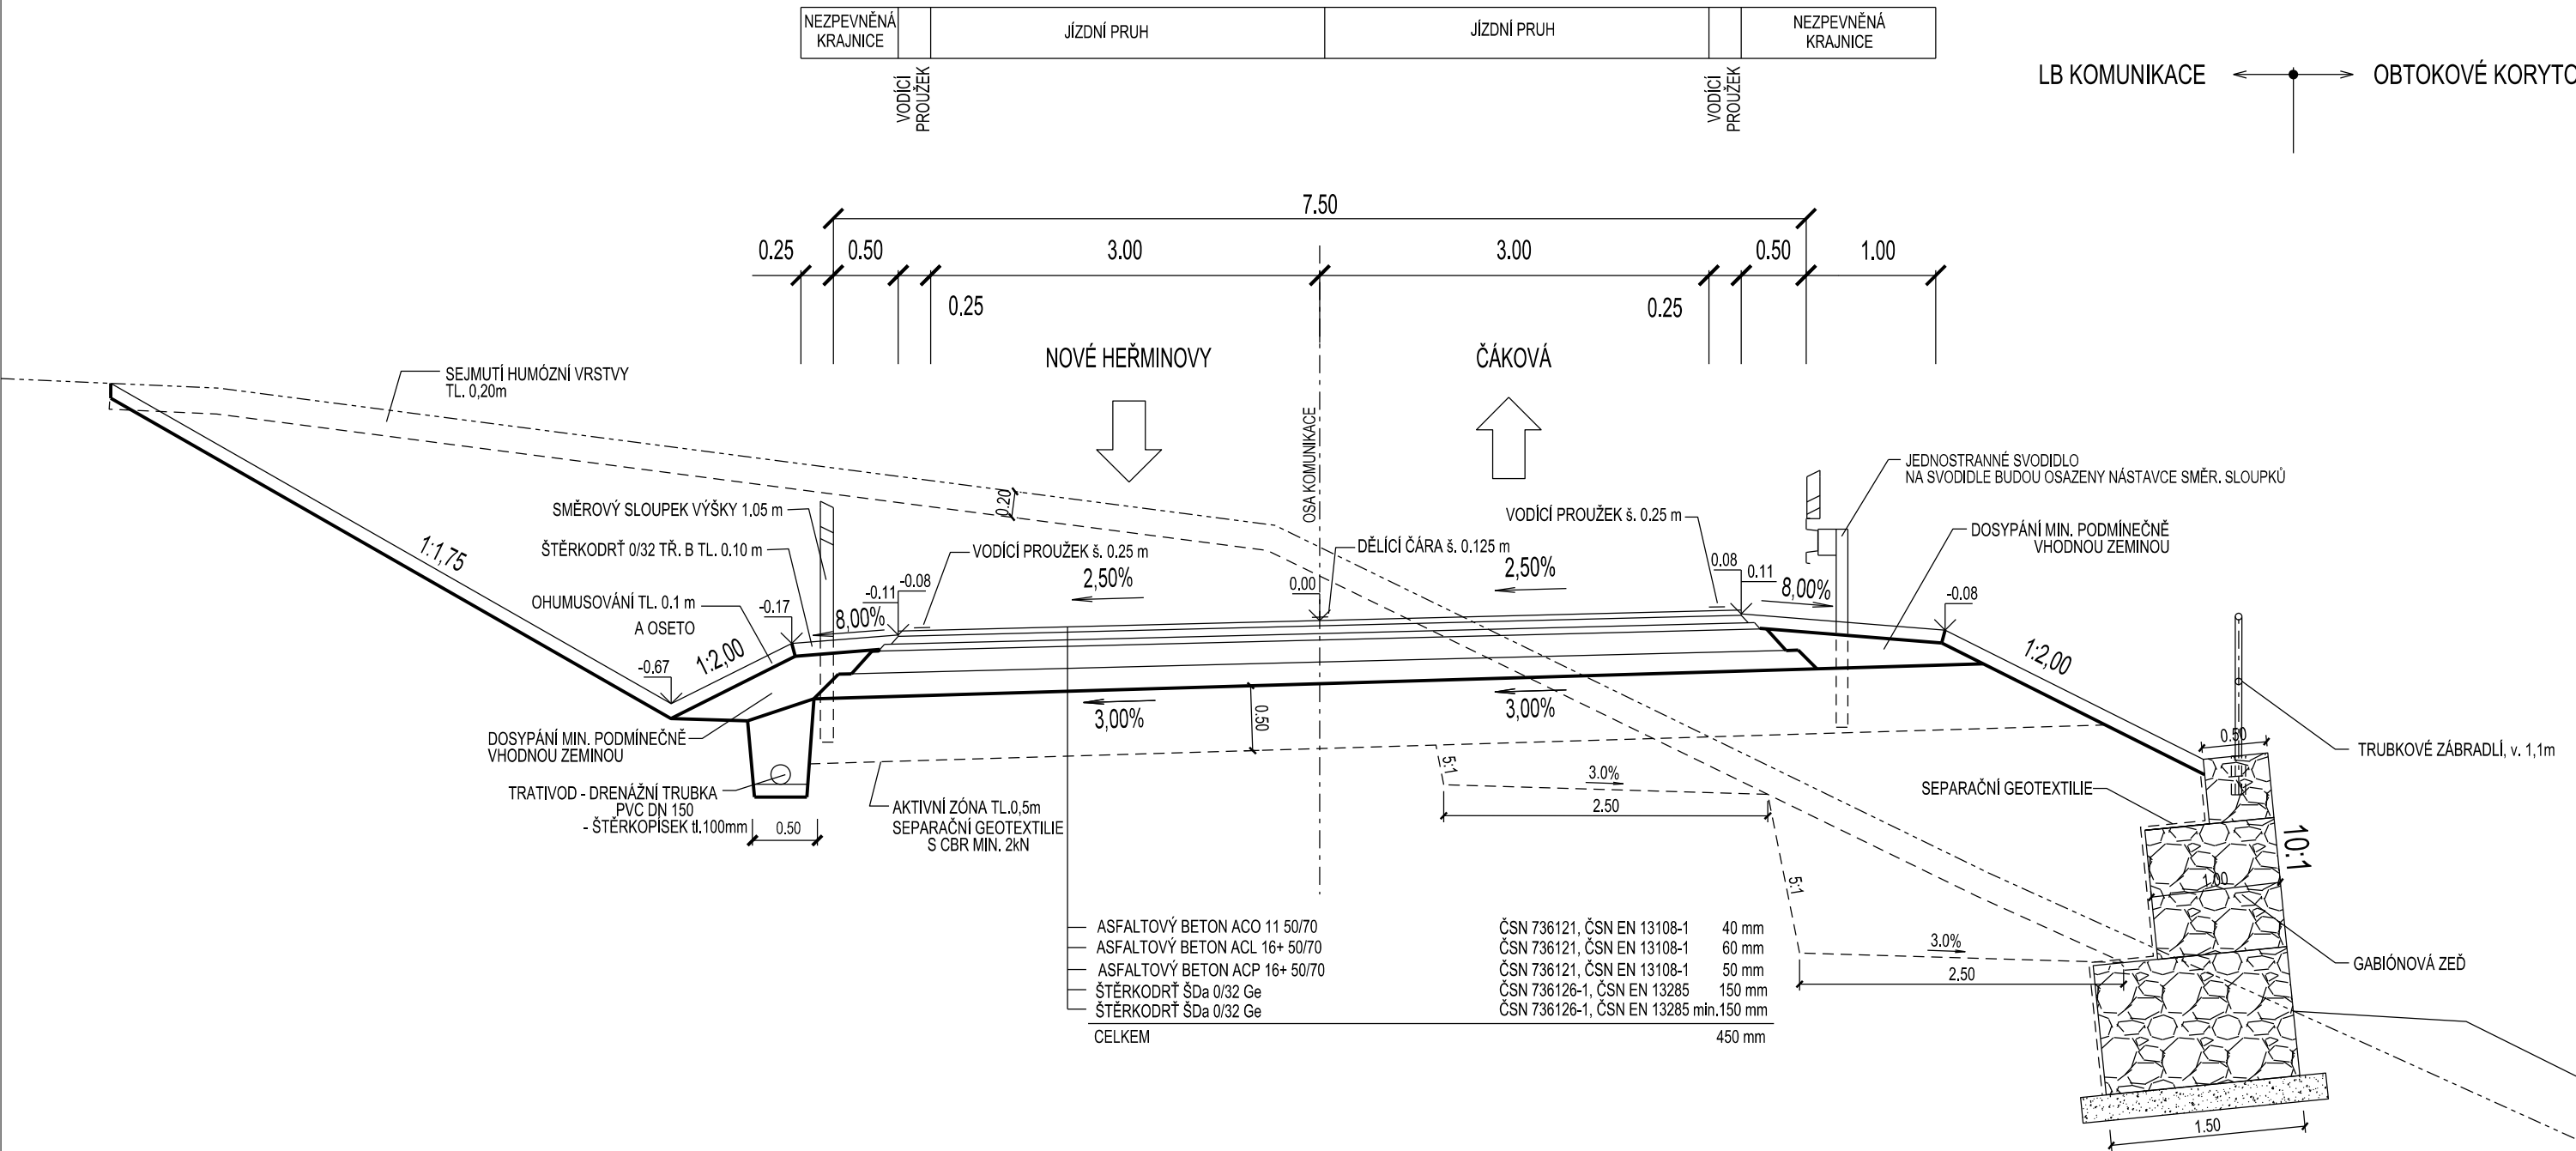 NEZPEVNĚNÁ
KRAJNICE
JÍZDNÍ PRUH
JÍZDNÍ PRUH
NEZPEVNĚNÁ
KRAJNICE
VODÍCÍ
PROUŽEK
VODÍCÍ
PROUŽEK
LB KOMUNIKACE
OBTOKOVÉ KORYTO
7.50
0.25
0.50
3.00
3.00
0.50
1.00
0.25
0.25
NOVÉ HEŘMINOVY
ČÁKOVÁ
SEJMUTÍ HUMÓZNÍ VRSTVY
TL. 0,20m
0.20
OSA KOMUNIKACE
JEDNOSTRANNÉ SVODIDLO
NA SVODIDLE BUDOU OSAZENY NÁSTAVCE SMĚR. SLOUPKŮ
SMĚROVÝ SLOUPEK VÝŠKY 1.05 m
VODÍCÍ PROUŽEK š. 0.25 m
DOSYPÁNÍ MIN. PODMÍNEČNĚ
VHODNOU ZEMINOU
1:1,75
ŠTĚRKODRŤ 0/32 TŘ. B TL. 0.10 m
VODÍCÍ PROUŽEK š. 0.25 m
DĚLÍCÍ ČÁRA š. 0.125 m
2,50%
2,50%
0.00
0.08
0.11
8,00%
-0.08
-0.11
-0.08
OHUMUSOVÁNÍ TL. 0.1 m
A OSETO
-0.17
8,00%
-0.67
1:2,00
1:2,00
3,00%
3,00%
0.50
DOSYPÁNÍ MIN. PODMÍNEČNĚ
VHODNOU ZEMINOU
0.50
TRUBKOVÉ ZÁBRADLÍ, v. 1,1m
5:1
3.0%
2.50
SEPARAČNÍ GEOTEXTILIE
TRATIVOD - DRENÁŽNÍ TRUBKA
PVC DN 150
- ŠTĚRKOPÍSEK tl.100mm
0.50
AKTIVNÍ ZÓNA TL.0,5m
SEPARAČNÍ GEOTEXTILIE
S CBR MIN. 2kN
10:1
5:1
1.00
3.0%
2.50
GABIÓNOVÁ ZEĎ
ASFALTOVÝ BETON ACO 11 50/70 ČSN 736121, ČSN EN 13108-1 40 mm
ASFALTOVÝ BETON ACL 16+ 50/70 ČSN 736121, ČSN EN 13108-1 60 mm
ASFALTOVÝ BETON ACP 16+ 50/70 ČSN 736121, ČSN EN 13108-1 50 mm
ŠTĚRKODRŤ ŠDa 0/32 Ge ČSN 736126-1, ČSN EN 13285 150 mm
ŠTĚRKODRŤ ŠDa 0/32 Ge ČSN 736126-1, ČSN EN 13285 min.150 mm
CELKEM 450 mm
1.50